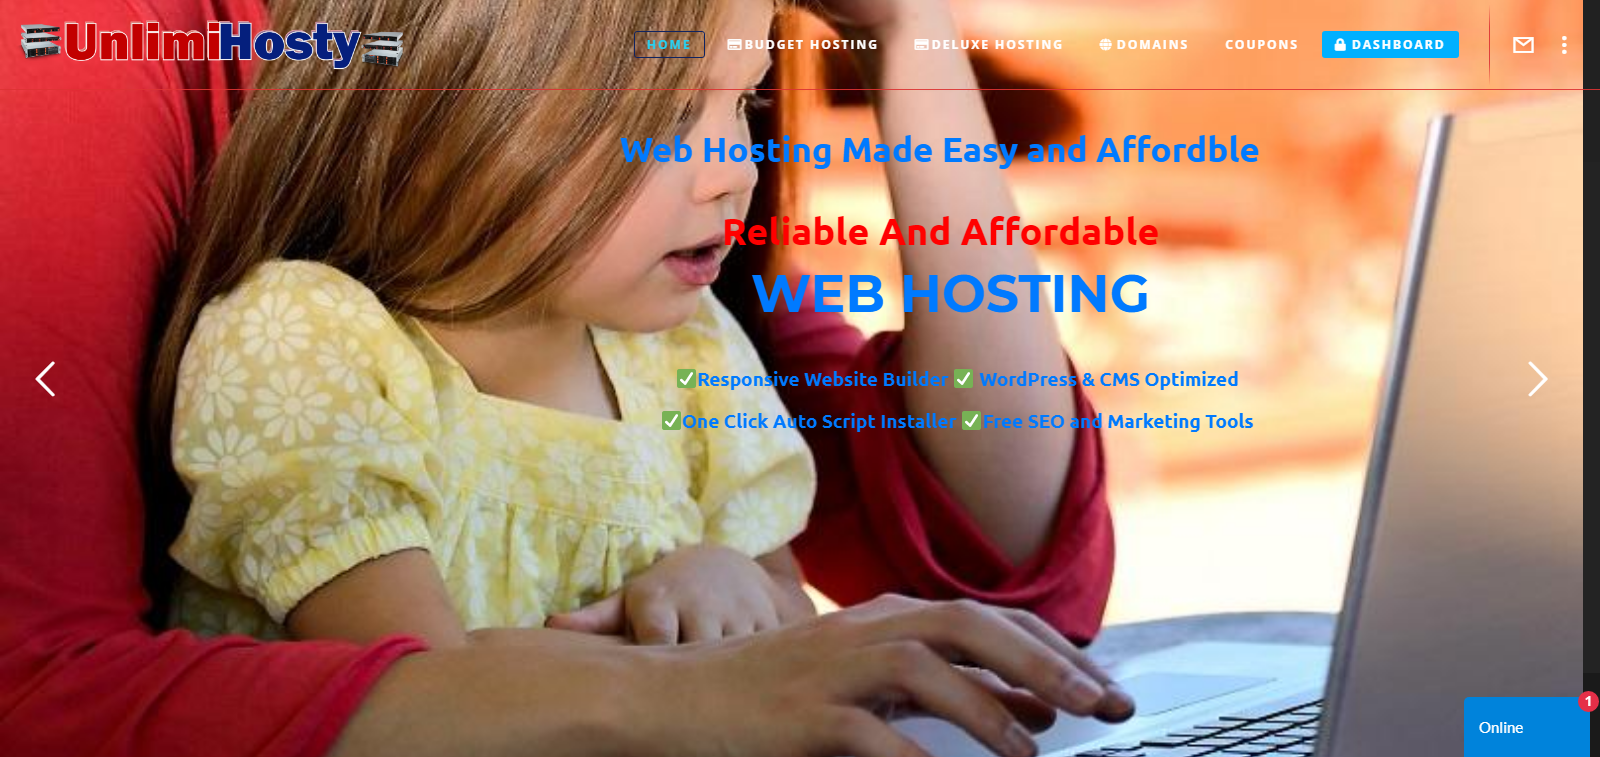 UnlimiHosty
HOME BUDGET HOSTING DELUXE HOSTING DOMAINS COUPONS DASHBOARD
Web Hosting Made Easy and Affordble
Reliable And Affordable
WEB HOSTING
✅Responsive Website Builder ✅ WordPress & CMS Optimized
✅One Click Auto Script Installer ✅Free SEO and Marketing Tools
1
Online